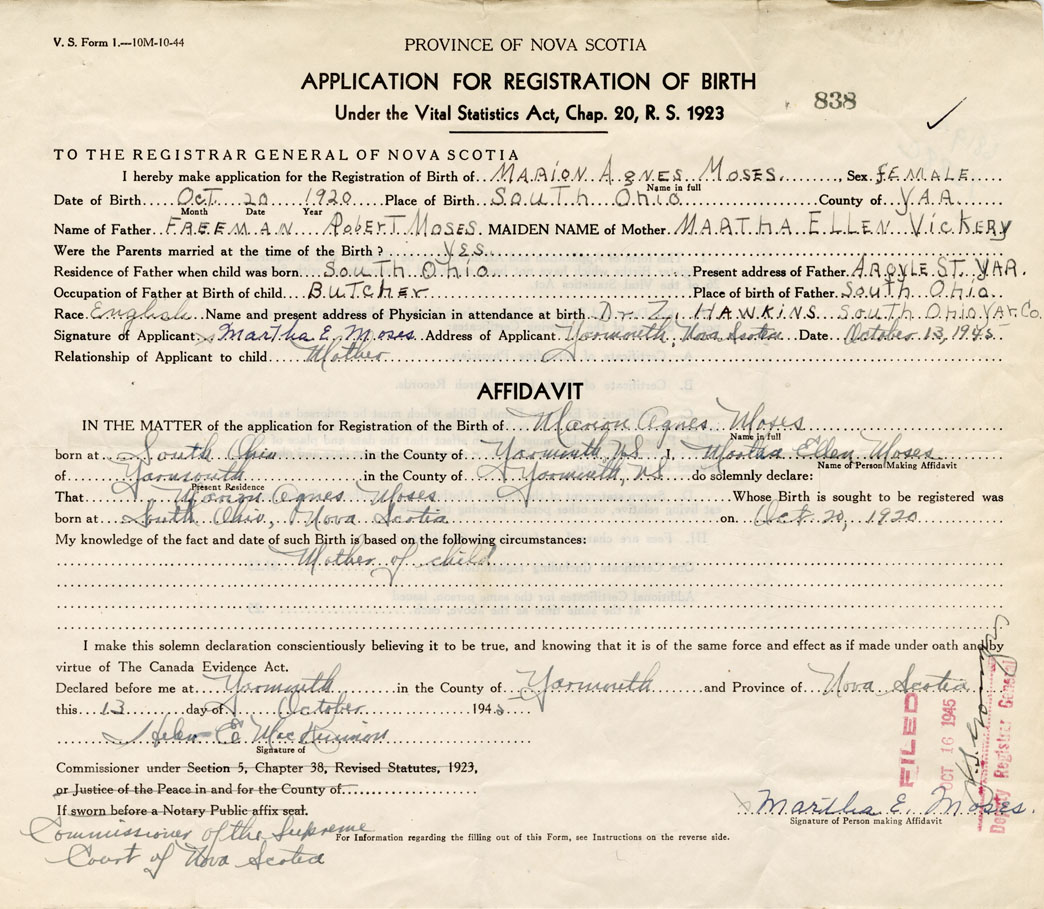 V. S. Form 1.—10M-10-44
PROVINCE OF NOVA SCOTIA
APPLICATION FOR REGISTRATION OF BIRTH
838
Under the Vital Statistics Act, Chap. 20, R. S. 1923
TO THE REGISTRAR GENERAL OF NOVA SCOTIA
I hereby make application for the Registration of Birth of MARION AGNES MOSES, Sex FEMALE
Name in full
Date of Birth OCT 20 1920 Place of Birth South Ohio County of YAR
Month Date Year
Name of Father FREEMAN RobERT MOSES. MAIDEN NAME of Mother MARTHA ELLEN VicKERy
Were the Parents married at the time of the Birth? YES
Residence of Father when child was born South Ohio Present address of Father ARGYLE ST. YAR.
Occupation of Father at Birth of child BUTCHER Place of birth of Father South Ohio
Race English Name and present address of Physician in attendance at birth Dr Z. HAWKINS South Ohio Yar. Co.
Signature of Applicant Martha E. Moses Address of Applicant Yarmouth, Nova Scotia Date October 13, 1945
Relationship of Applicant to child Mother
AFFIDAVIT
IN THE MATTER of the application for Registration of the Birth of Marion Agnes Moses
Name in full
born at South Ohio in the County of Yarmouth N.S. I, Martha Ellen Moses
Name of Person Making Affidavit
of Yarmouth in the County of Yarmouth, N.S. do solemnly declare:
Present Residence
That Marion Agnes Moses Whose Birth is sought to be registered was
born at South Ohio, Nova Scotia on Oct. 20, 1920
My knowledge of the fact and date of such Birth is based on the following circumstances:
Mother of child
I make this solemn declaration conscientiously believing it to be true, and knowing that it is of the same force and effect as if made under oath and by
virtue of The Canada Evidence Act.
Declared before me at Yarmouth in the County of Yarmouth and Province of Nova Scotia
this 13 day of October 1945
Helen E. MacKinnon
Signature of
Commissioner under Section 5, Chapter 38, Revised Statutes, 1923,
or Justice of the Peace in and for the County of
If sworn before a Notary Public affix seal.
Commissioner of the Supreme
Court of Nova Scotia
For Information regarding the filling out of this Form, see Instructions on the reverse side.
Martha E. Moses.
Signature of Person making Affidavit
FILED
OCT 16 1945
Deputy Registrar General